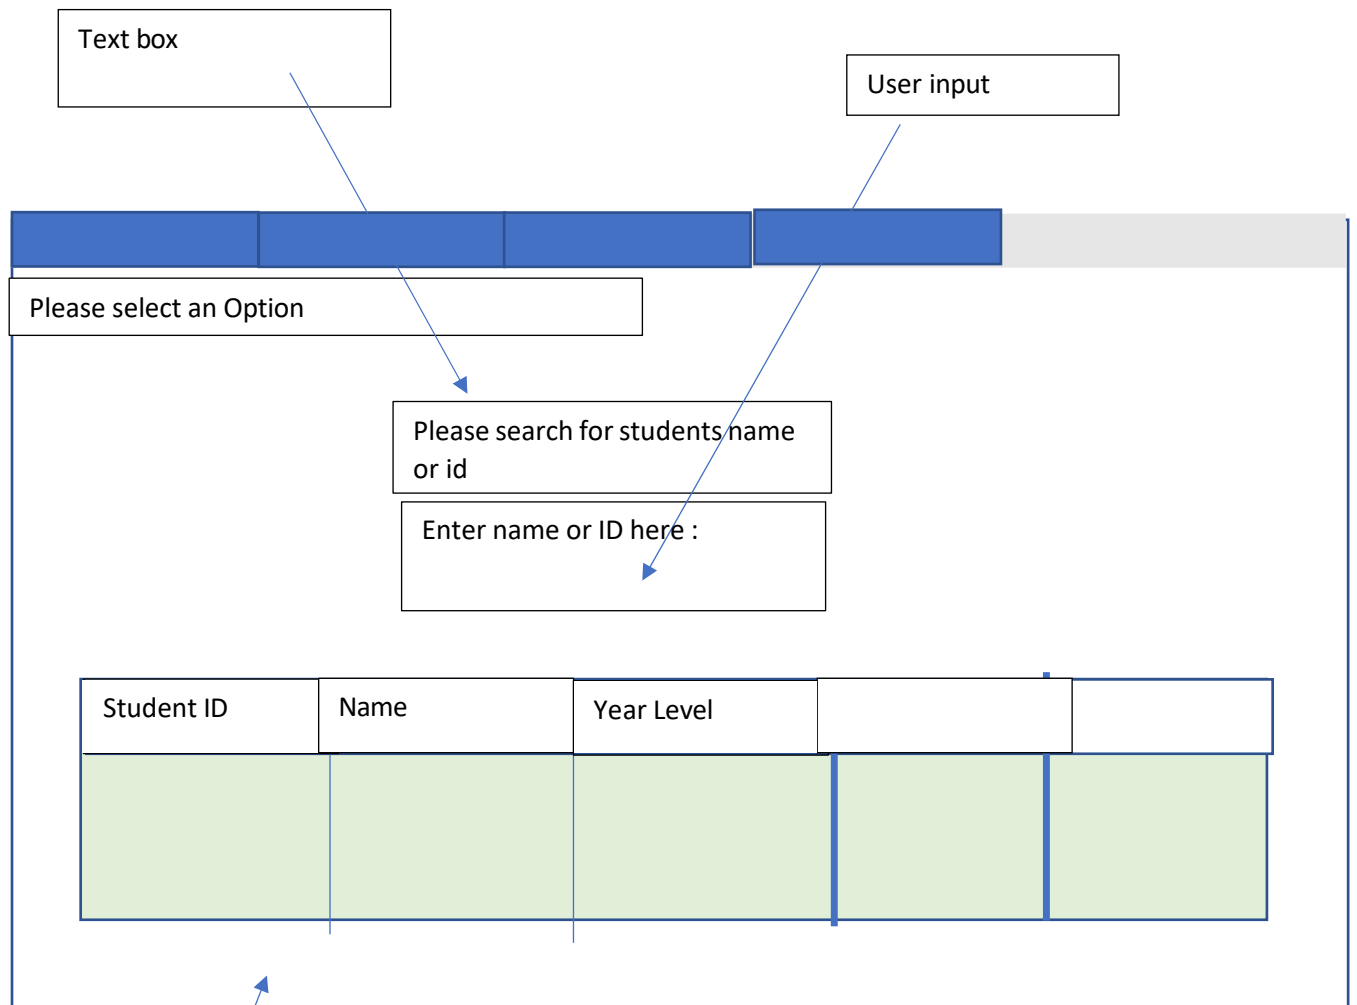 Text box
User input
Please select an Option
Please search for students name
or id
Enter name or ID here :
Student ID
Name
Year Level